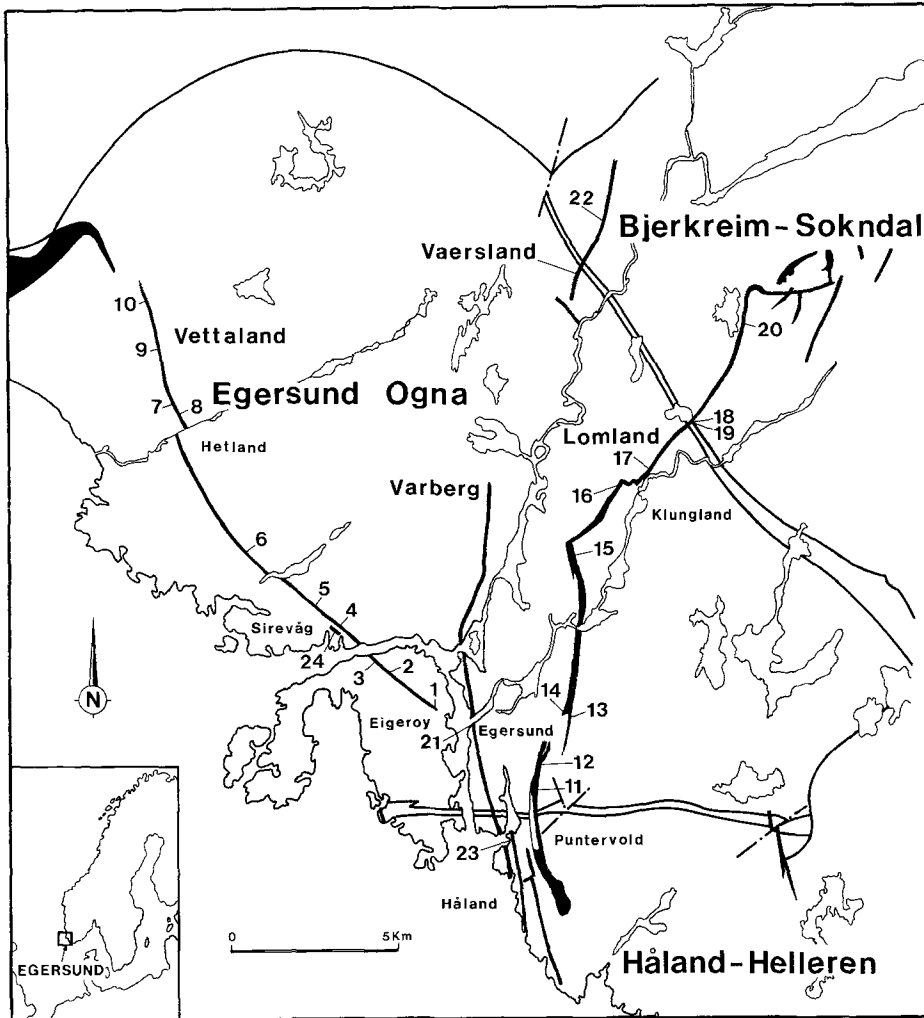 22
Bjerkreim-Sokndal
Vaersland
10
Vettaland
20
9
Egersund Ogna
7
8
18
19
Lomland
Hetland
17
16
Varberg
Klungland
6
15
5
4
Sirevåg
24
3
2
1
14
13
Eigeroy
21
Egersund
12
11
N
Puntervold
23
Håland
0
5Km
Håland-Helleren
EGERSUND